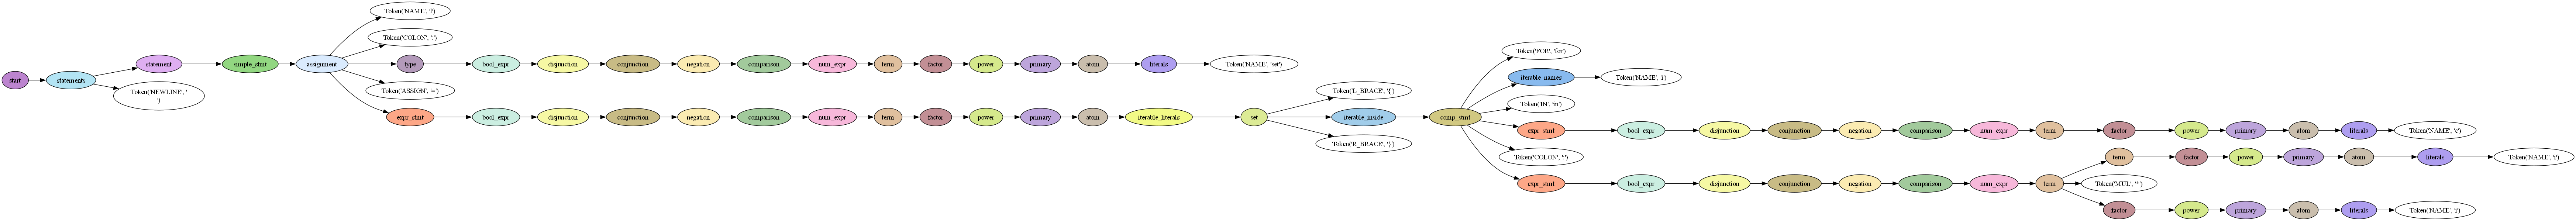 Token('NAME', 'l')
Token('COLON', ':')
Token('FOR', 'for')
statement
simple_stmt
assignment
type
bool_expr
disjunction
conjunction
negation
comparison
num_expr
term
factor
power
primary
atom
literals
Token('NAME', 'set')
start
statements
iterable_names
Token('NAME', 'i')
Token('NEWLINE', '
')
Token('ASSIGN', '=')
Token('L_BRACE', '{')
Token('IN', 'in')
expr_stmt
bool_expr
disjunction
conjunction
negation
comparison
num_expr
term
factor
power
primary
atom
iterable_literals
set
iterable_inside
comp_stmt
expr_stmt
bool_expr
disjunction
conjunction
negation
comparison
num_expr
term
factor
power
primary
atom
literals
Token('NAME', 'c')
Token('R_BRACE', '}')
Token('COLON', ':')
term
factor
power
primary
atom
literals
Token('NAME', 'i')
expr_stmt
bool_expr
disjunction
conjunction
negation
comparison
num_expr
term
Token('MUL', '*')
factor
power
primary
atom
literals
Token('NAME', 'i')